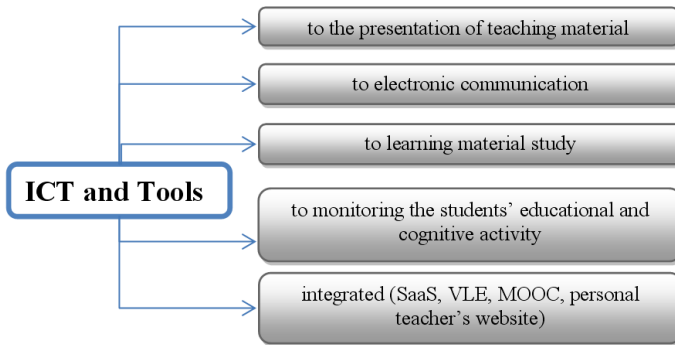 to the presentation of teaching material
to electronic communication
to learning material study
ICT and Tools
to monitoring the students’ educational and
cognitive activity
integrated (SaaS, VLE, MOOC, personal
teacher’s website)